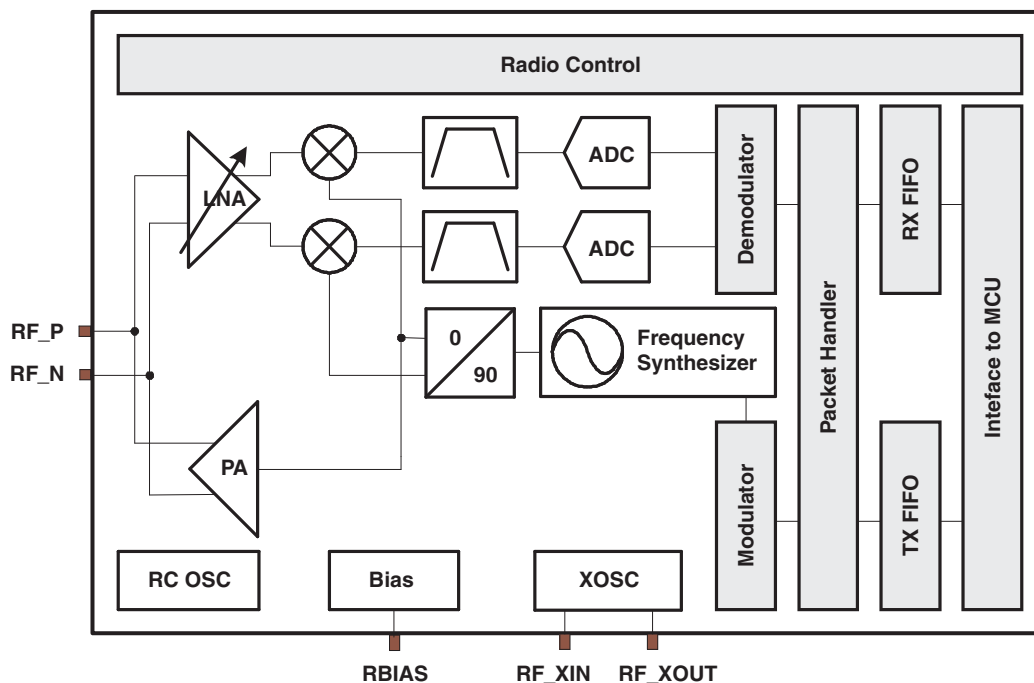 Radio Control
LNA
ADC
ADC
Demodulator
Packet Handler
RX FIFO
Inteface to MCU
RF_P
RF_N
0
90
Frequency
Synthesizer
PA
Modulator
TX FIFO
RC OSC
Bias
XOSC
RBIAS
RF_XIN
RF_XOUT